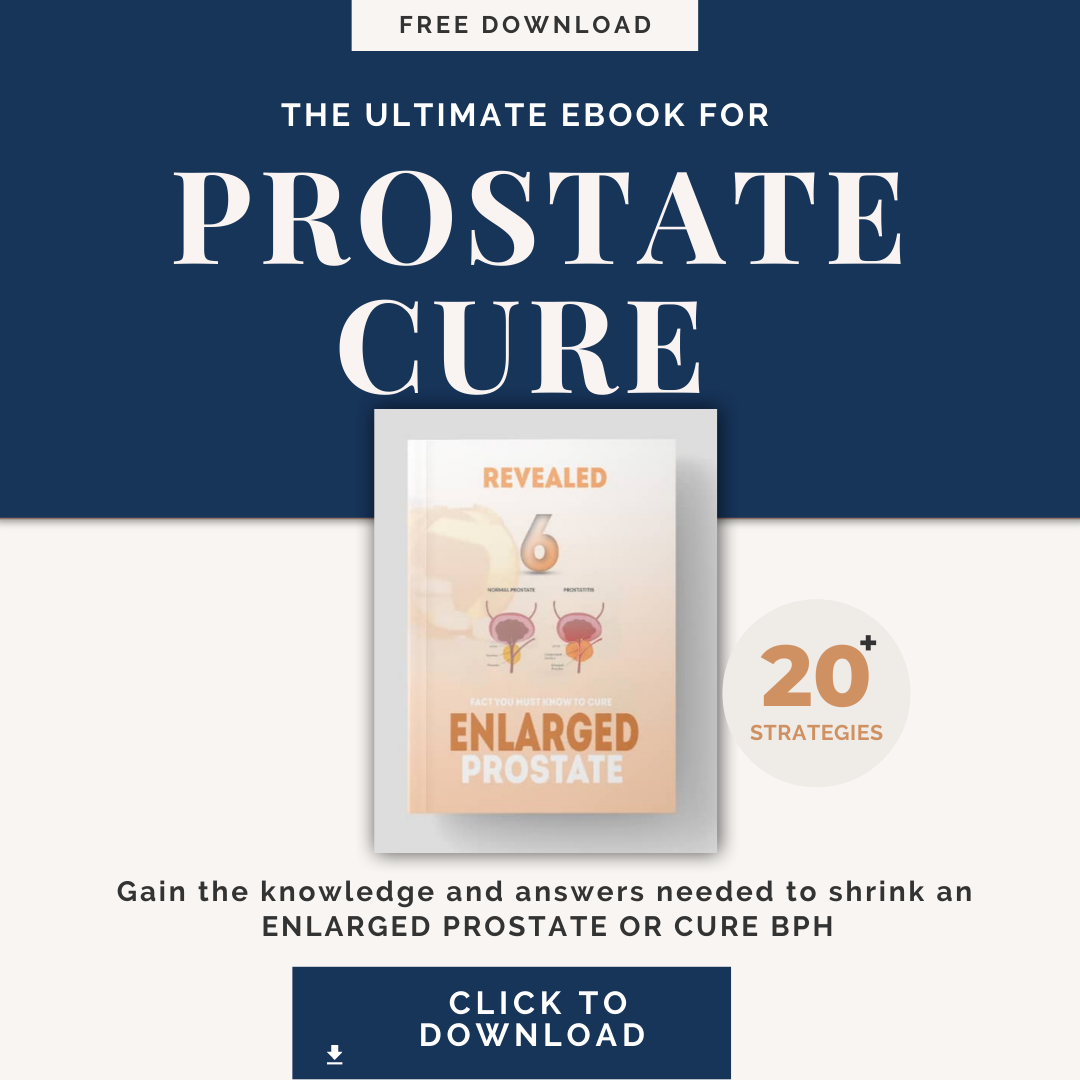 FREE DOWNLOAD
THE ULTIMATE EBOOK FOR
PROSTATE
CURE
REVEALED
6
NORMAL PROSTATE PROSTATITIS
FACT YOU MUST KNOW TO CURE
ENLARGED
PROSTATE
20+
STRATEGIES
Gain the knowledge and answers needed to shrink an
ENLARGED PROSTATE OR CURE BPH
CLICK TO
DOWNLOAD